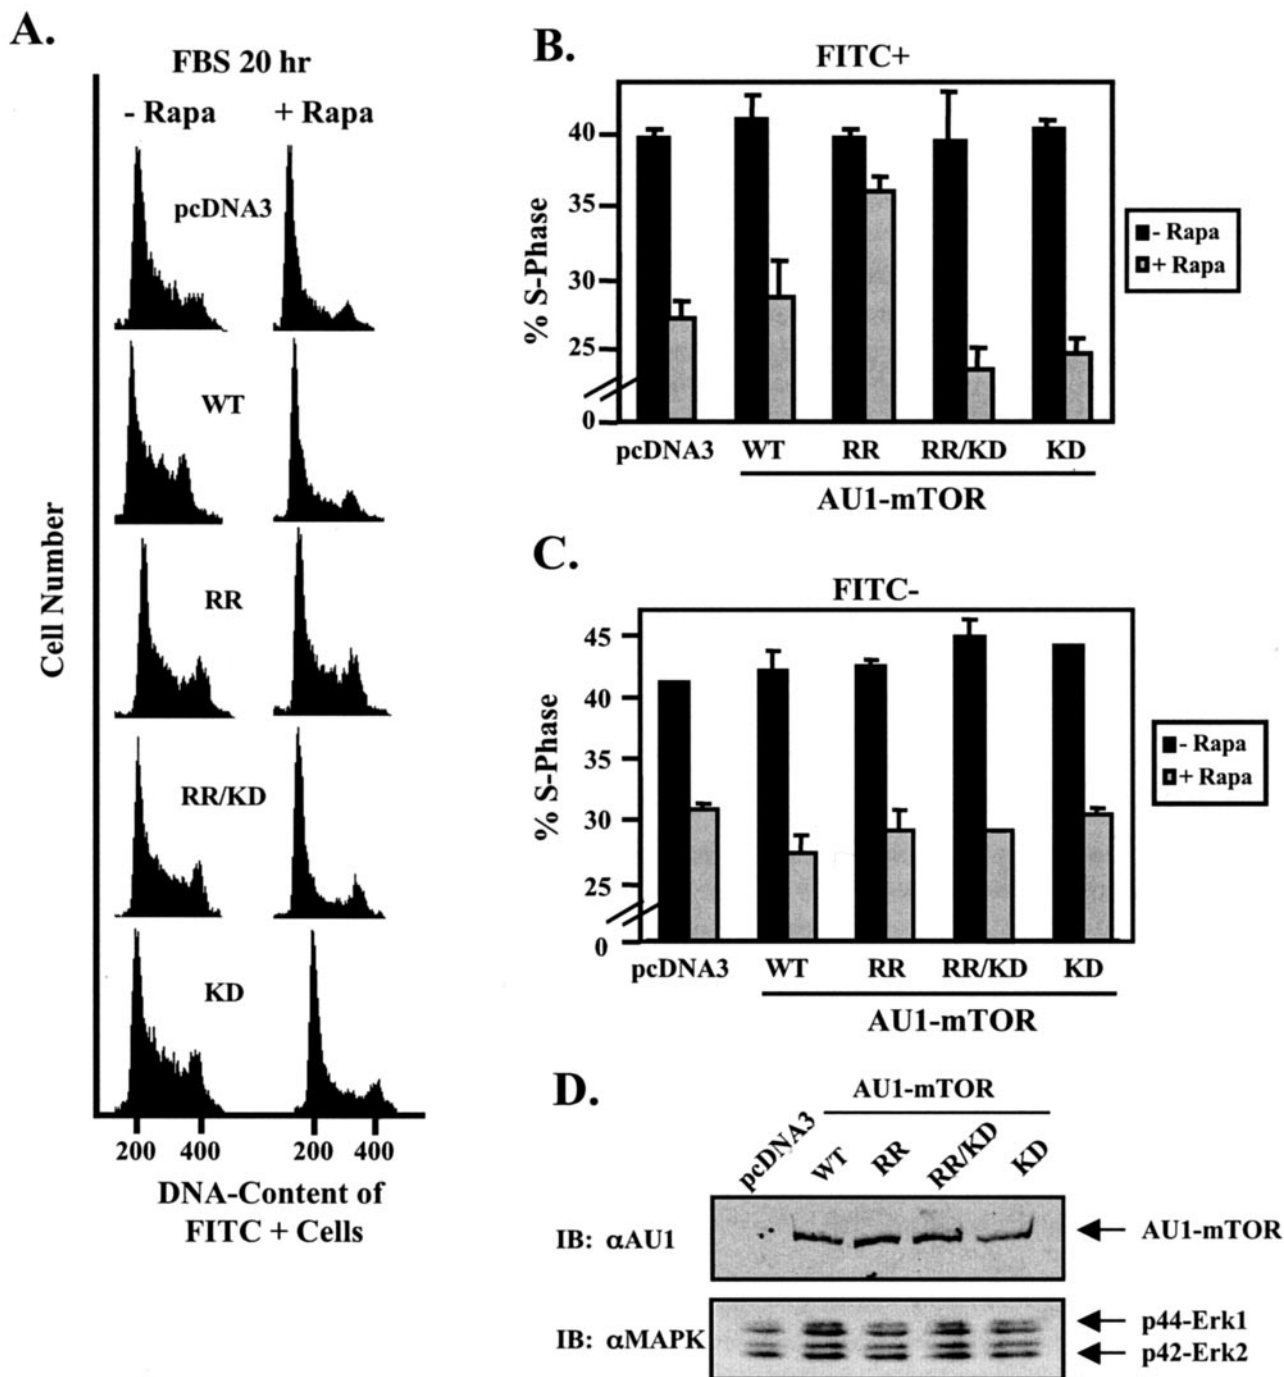 A.
FBS 20 hr
- Rapa + Rapa
pcDNA3
WT
RR
RR/KD
KD
Cell Number
200 400 200 400
DNA-Content of
FITC + Cells
B.
FITC+
% S-Phase
40
35
30
25
0
pcDNA3 WT RR RR/KD KD
AU1-mTOR
- Rapa
+ Rapa
C.
FITC-
% S-Phase
45
40
35
30
25
0
pcDNA3 WT RR RR/KD KD
AU1-mTOR
- Rapa
+ Rapa
D.
AU1-mTOR
pcDNA3 WT RR RR/KD KD
IB: αAU1
AU1-mTOR
IB: αMAPK
p44-Erk1
p42-Erk2